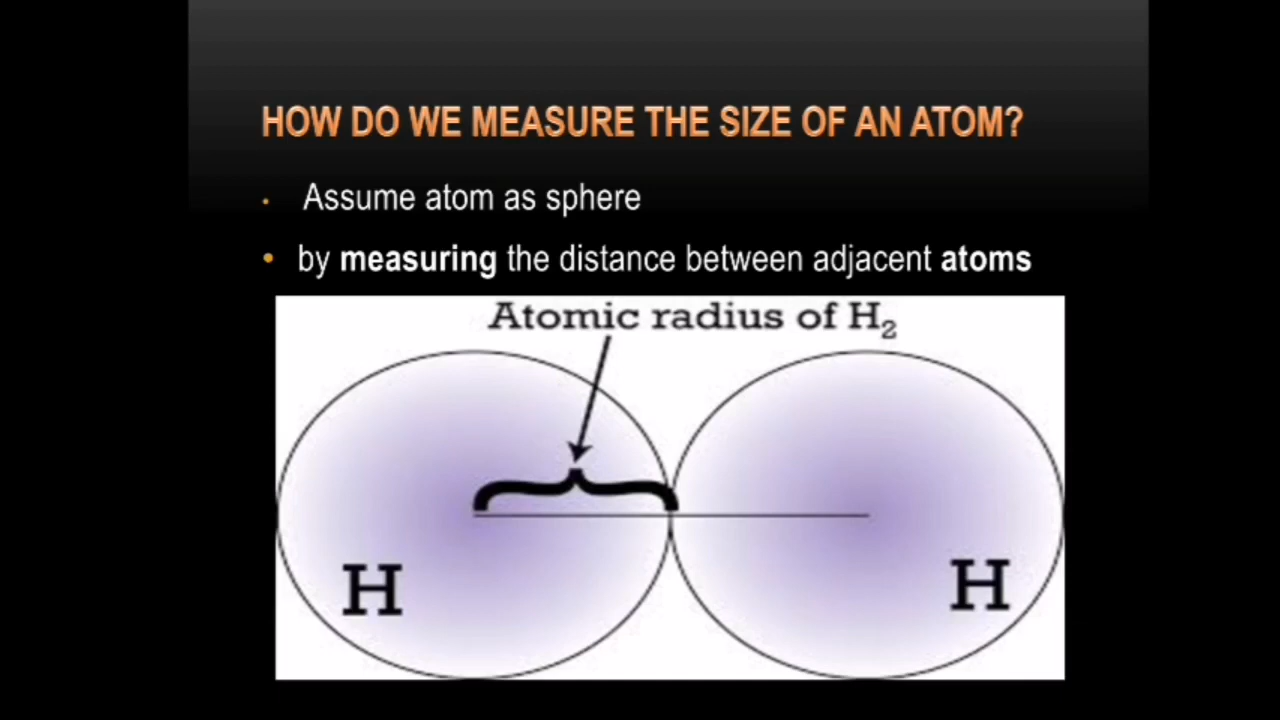 HOW DO WE MEASURE THE SIZE OF AN ATOM?
• Assume atom as sphere
• by measuring the distance between adjacent atoms
Atomic radius of H₂
H
H